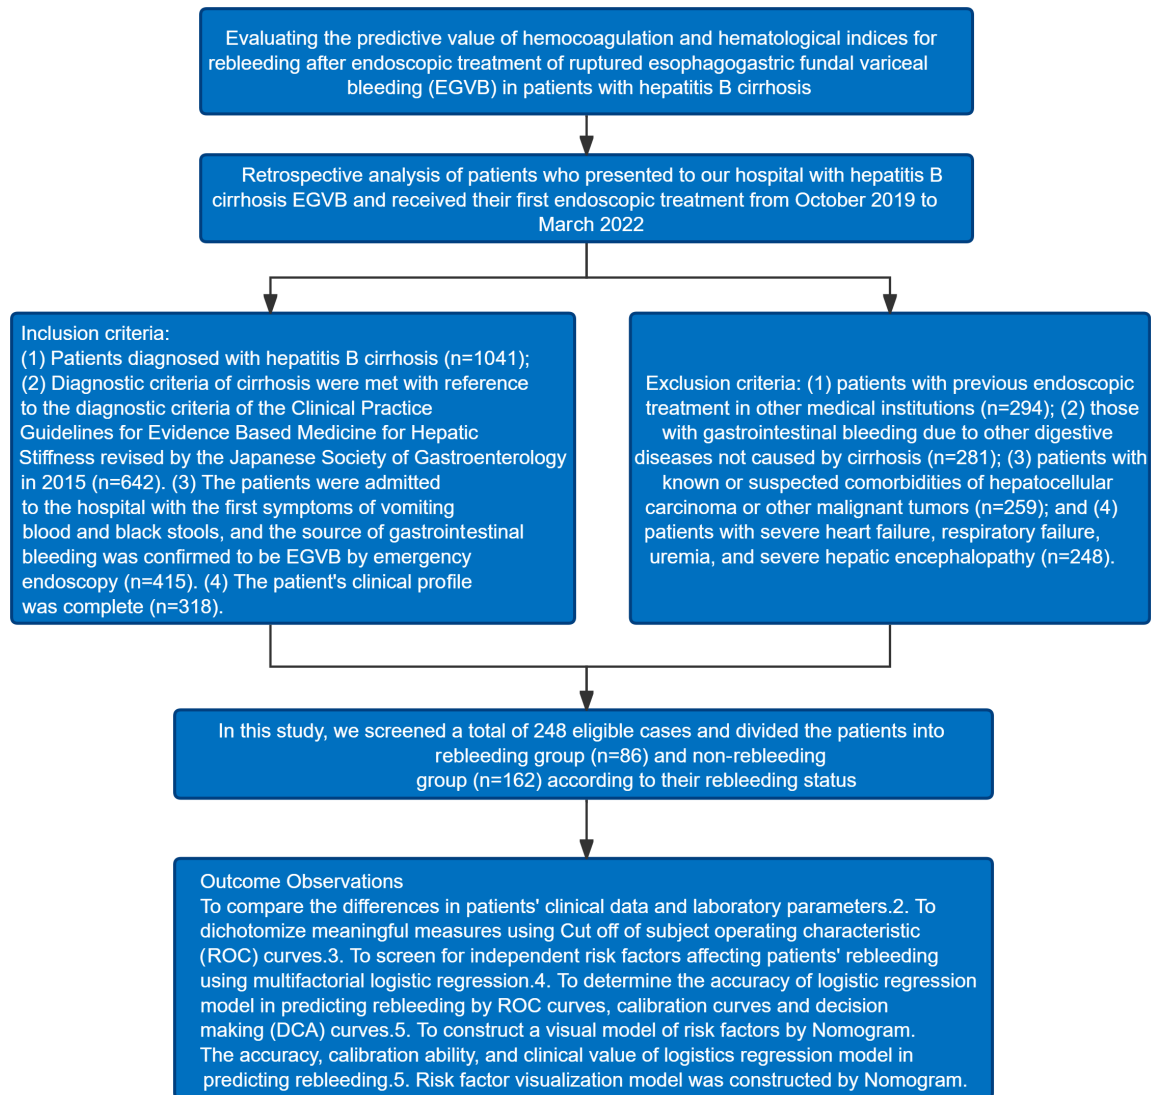 Evaluating the predictive value of hemocoagulation and hematological indices for
rebleeding after endoscopic treatment of ruptured esophagogastric fundal variceal
bleeding (EGVB) in patients with hepatitis B cirrhosis
Retrospective analysis of patients who presented to our hospital with hepatitis B
cirrhosis EGVB and received their first endoscopic treatment from October 2019 to
March 2022
Inclusion criteria:
(1) Patients diagnosed with hepatitis B cirrhosis (n=1041);
(2) Diagnostic criteria of cirrhosis were met with reference
to the diagnostic criteria of the Clinical Practice
Guidelines for Evidence Based Medicine for Hepatic
Stiffness revised by the Japanese Society of Gastroenterology
in 2015 (n=642). (3) The patients were admitted
to the hospital with the first symptoms of vomiting
blood and black stools, and the source of gastrointestinal
bleeding was confirmed to be EGVB by emergency
endoscopy (n=415). (4) The patient's clinical profile
was complete (n=318).
Exclusion criteria: (1) patients with previous endoscopic
treatment in other medical institutions (n=294); (2) those
with gastrointestinal bleeding due to other digestive
diseases not caused by cirrhosis (n=281); (3) patients with
known or suspected comorbidities of hepatocellular
carcinoma or other malignant tumors (n=259); and (4)
patients with severe heart failure, respiratory failure,
uremia, and severe hepatic encephalopathy (n=248).
In this study, we screened a total of 248 eligible cases and divided the patients into
rebleeding group (n=86) and non-rebleeding
group (n=162) according to their rebleeding status
Outcome Observations
To compare the differences in patients' clinical data and laboratory parameters.2. To
dichotomize meaningful measures using Cut off of subject operating characteristic
(ROC) curves.3. To screen for independent risk factors affecting patients' rebleeding
using multifactorial logistic regression.4. To determine the accuracy of logistic regression
model in predicting rebleeding by ROC curves, calibration curves and decision
making (DCA) curves.5. To construct a visual model of risk factors by Nomogram.
The accuracy, calibration ability, and clinical value of logistics regression model in
predicting rebleeding.5. Risk factor visualization model was constructed by Nomogram.